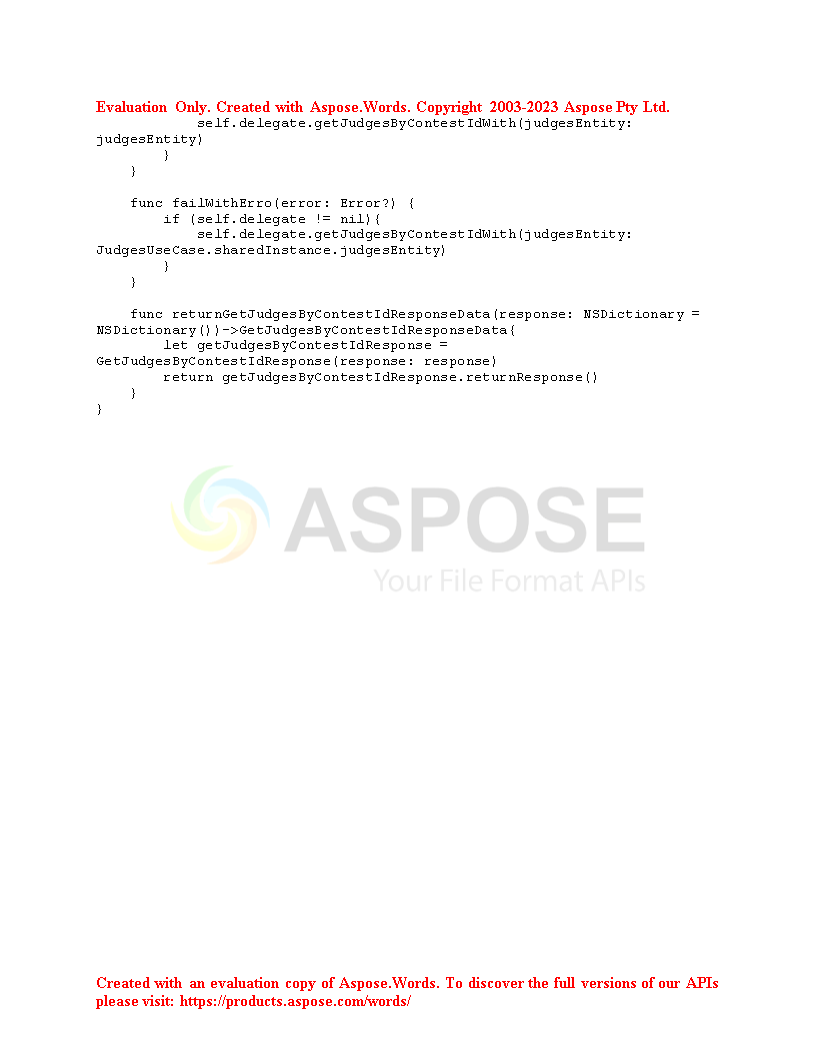 Evaluation Only. Created with Aspose.Words. Copyright 2003-2023 Aspose Pty Ltd.
            self.delegate.getJudgesByContestIdWith(judgesEntity:
judgesEntity)
        }
    }

    func failWithErro(error: Error?) {
        if (self.delegate != nil){
            self.delegate.getJudgesByContestIdWith(judgesEntity:
JudgesUseCase.sharedInstance.judgesEntity)
        }
    }

    func returnGetJudgesByContestIdResponseData(response: NSDictionary =
NSDictionary())->GetJudgesByContestIdResponseData{
        let getJudgesByContestIdResponse =
GetJudgesByContestIdResponse(response: response)
        return getJudgesByContestIdResponse.returnResponse()
    }
}
ASPOSE
Your File Format APIs
Created with an evaluation copy of Aspose.Words. To discover the full versions of our APIs
please visit: https://products.aspose.com/words/